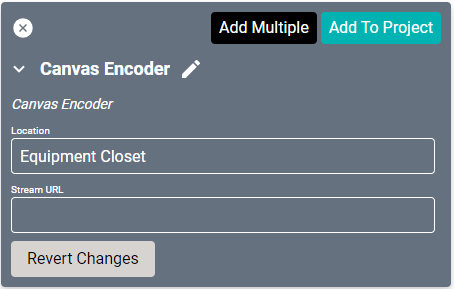 Add Multiple
Add To Project
Canvas Encoder
Canvas Encoder
Location
Equipment Closet
Stream URL
Revert Changes